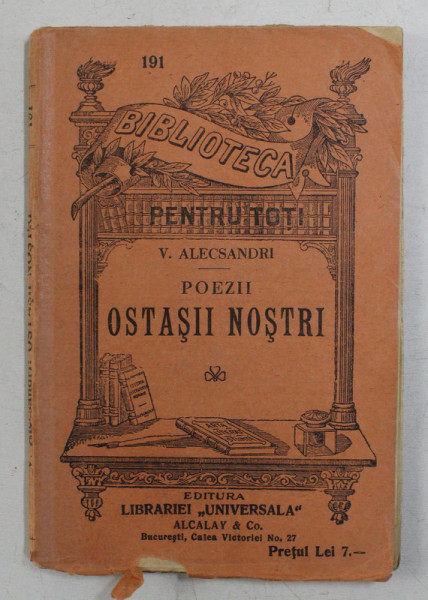 191
BIBLIOTECA
PENTRU TOȚI
V. ALECSANDRI
POEZII
OSTAȘII NOȘTRI
EDITURA
LIBRARIEI „UNIVERSALA“
ALCALAY & Co.
București, Calea Victoriei No. 27
Prețul Lei 7.—